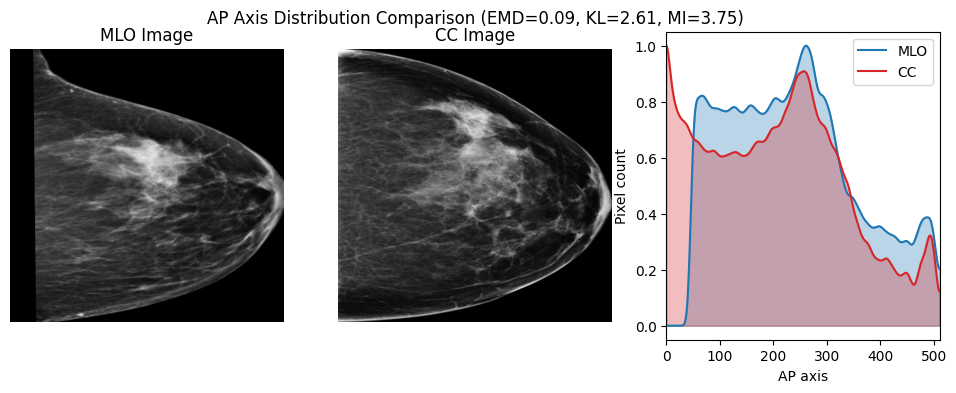 AP Axis Distribution Comparison (EMD=0.09, KL=2.61, MI=3.75)
MLO Image
CC Image
MLO
CC
Pixel count
1.0
0.8
0.6
0.4
0.2
0.0
0 100 200 300 400 500
AP axis